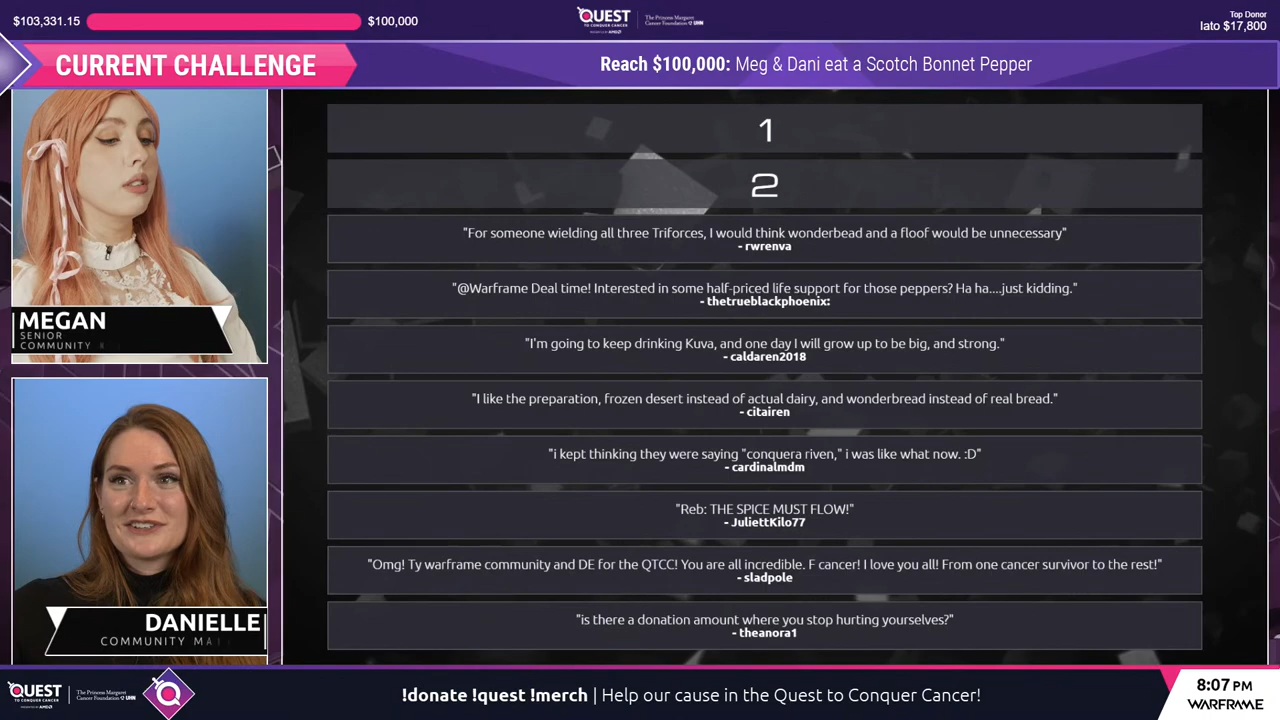 $103,331.15
$100,000
QUEST
TO CONQUER CANCER
PRESENTED BY AMD
The Princess Margaret
Cancer Foundation UHN
Top Donor
lato $17,800
CURRENT CHALLENGE
Reach $100,000: Meg & Dani eat a Scotch Bonnet Pepper
MEGAN
SENIOR
COMMUNITY
DANIELLE
COMMUNITY MA
1
2
"For someone wielding all three Triforces, I would think wonderbead and a floof would be unnecessary"
- rwrenva
"@Warframe Deal time! Interested in some half-priced life support for those peppers? Ha ha....just kidding."
- thetrueblackphoenix:
"I'm going to keep drinking Kuva, and one day I will grow up to be big, and strong."
- caldaren2018
"I like the preparation, frozen desert instead of actual dairy, and wonderbread instead of real bread."
- citairen
"i kept thinking they were saying "conquera riven," i was like what now. :D"
- cardinalmdm
"Reb: THE SPICE MUST FLOW!"
- JuliettKilo77
"Omg! Ty warframe community and DE for the QTCC! You are all incredible. F cancer! I love you all! From one cancer survivor to the rest!"
- sladpole
"is there a donation amount where you stop hurting yourselves?"
- theanora1
QUEST
TO CONQUER CANCER
PRESENTED BY AMD
The Princess Margaret
Cancer Foundation UHN
!donate !quest !merch | Help our cause in the Quest to Conquer Cancer!
8:07 PM
WARFRAME